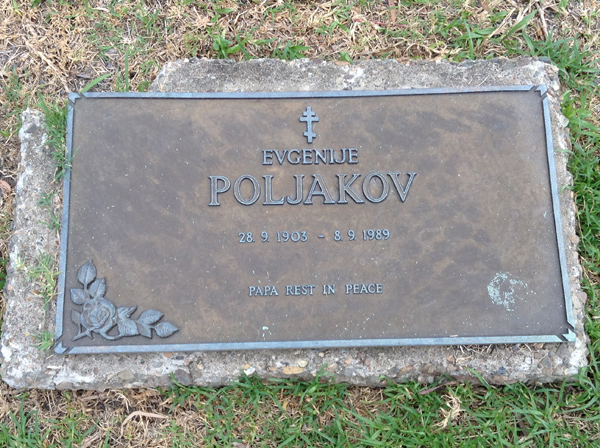 EVGENIJE
POLJAKOV
28. 9. 1903 - 8. 9. 1989
PAPA REST IN PEACE